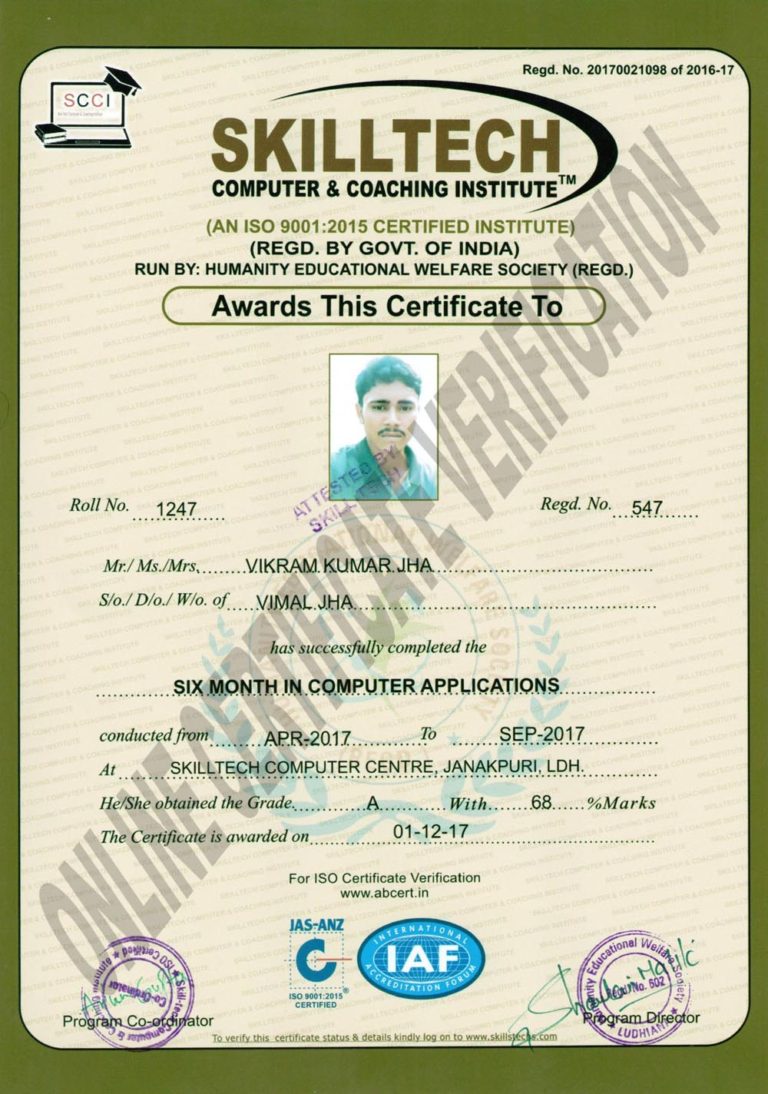 Regd. No. 20170021098 of 2016-17
SCCI
SKILLTECH
COMPUTER & COACHING INSTITUTE™
(AN ISO 9001:2015 CERTIFIED INSTITUTE)
(REGD. BY GOVT. OF INDIA)
RUN BY: HUMANITY EDUCATIONAL WELFARE SOCIETY (REGD.)
Awards This Certificate To
ATTESTED BY
SKILL TECH
Roll No. 1247 Regd. No. 547
Mr./ Ms./Mrs. VIKRAM KUMAR JHA
S/o./ D/o./ W/o. of VIMAL JHA
has successfully completed the
SIX MONTH IN COMPUTER APPLICATIONS
conducted from APR-2017 To SEP-2017
At SKILLTECH COMPUTER CENTRE, JANAKPURI, LDH.
He/She obtained the Grade A With 68 %Marks
The Certificate is awarded on 01-12-17
ONLINE CERTIFICATE VERIFICATION
For ISO Certificate Verification
www.abcert.in
JAS-ANZ
C
®
ISO 9001:2015
CERTIFIED
INTERNATIONAL
IAF
ACCREDITATION FORUM
Co-Ordinator
Program Co-ordinator
Educational Welfare Society
Regd No. 502
LUDHIANA
Program Director
To verify this certificate status & details kindly log on to www.skillstechs.com